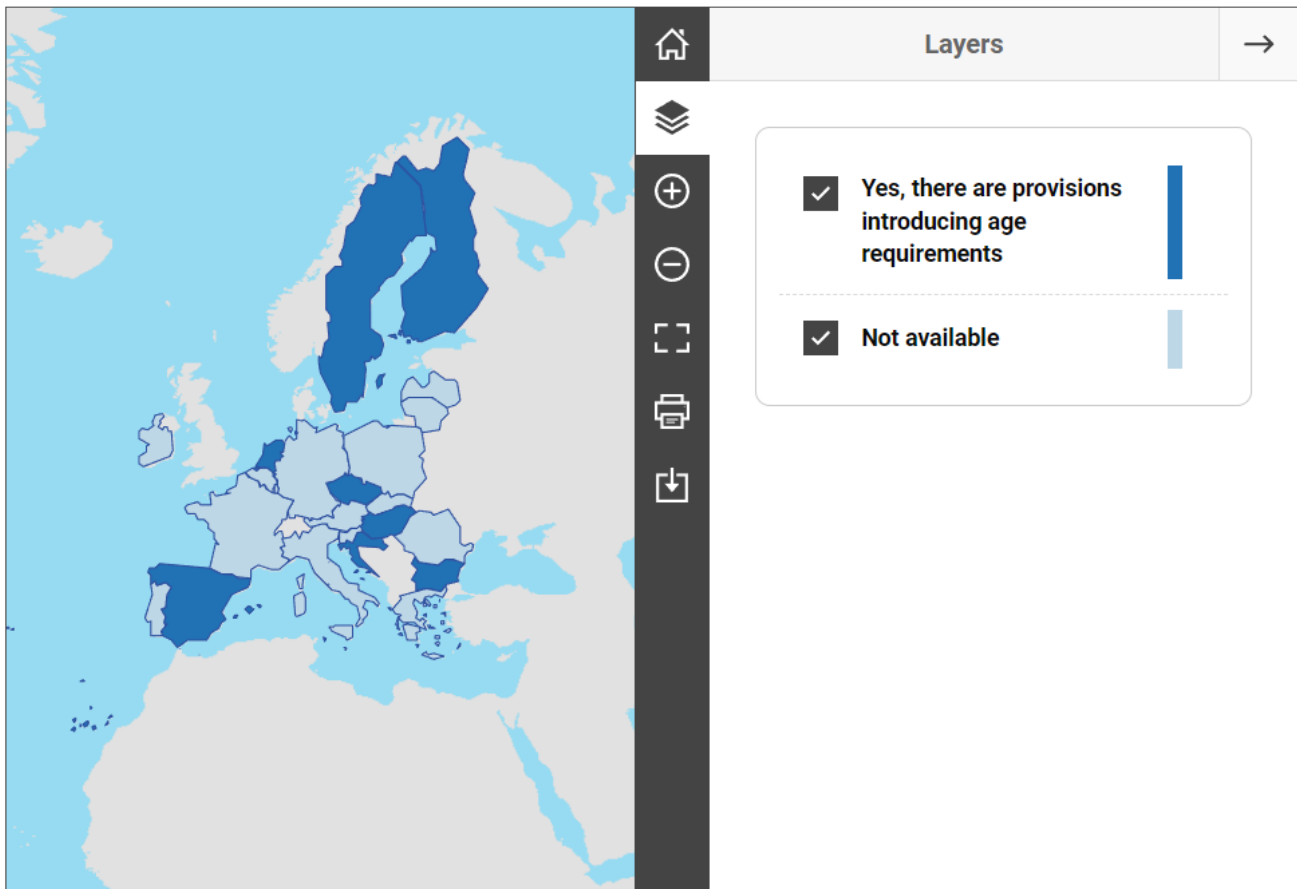 Layers
Yes, there are provisions
introducing age
requirements
Not available